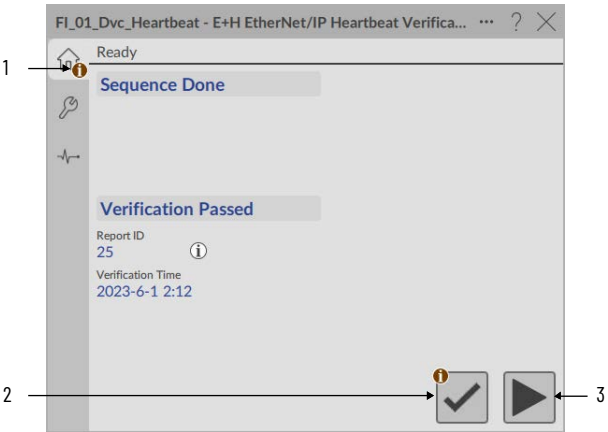 FI_01_Dvc_Heartbeat - E+H EtherNet/IP Heartbeat Verifica... ... ?
1
Ready
Sequence Done
Verification Passed
Report ID
25
Verification Time
2023-6-1 2:12
2
3